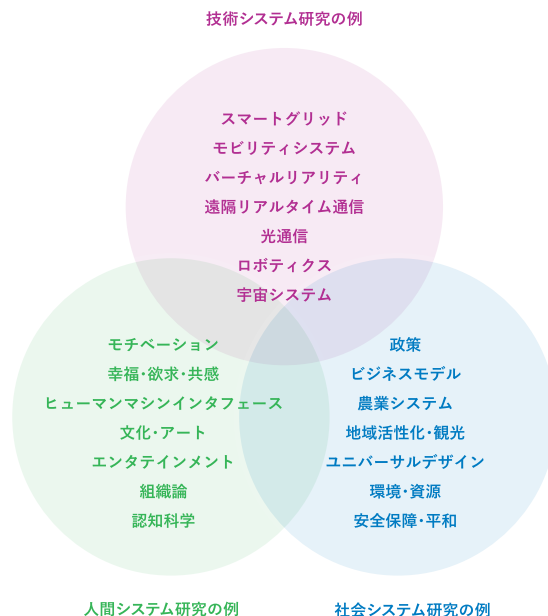 技術システム研究の例
スマートグリッド
モビリティシステム
バーチャルリアリティ
遠隔リアルタイム通信
光通信
ロボティクス
宇宙システム
モチベーション
幸福・欲求・共感
ヒューマンマシンインタフェース
文化・アート
エンタテインメント
組織論
認知科学
人間システム研究の例
政策
ビジネスモデル
農業システム
地域活性化・観光
ユニバーサルデザイン
環境・資源
安全保障・平和
社会システム研究の例